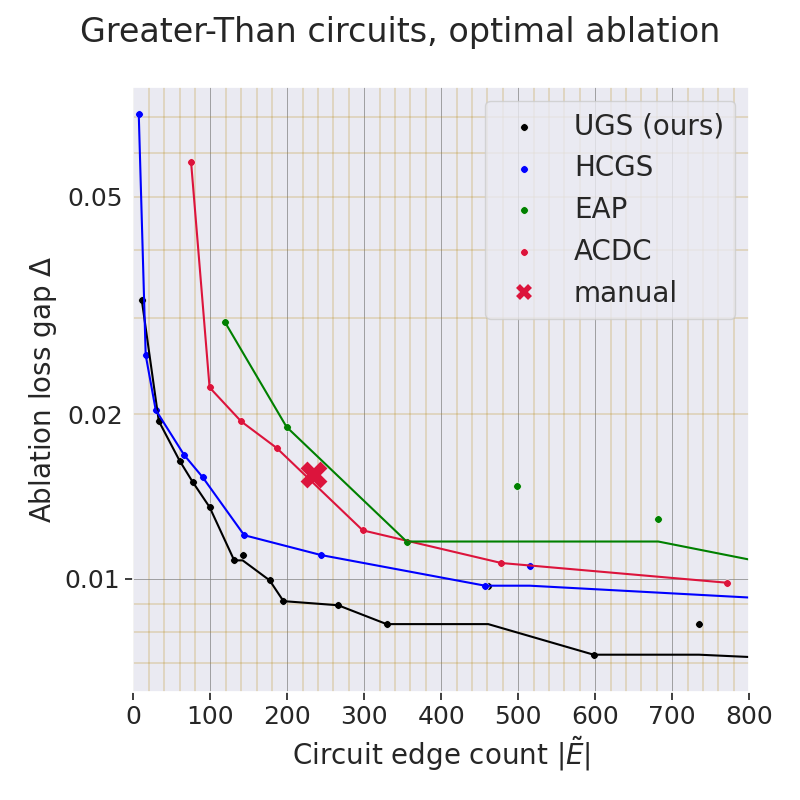 Greater-Than circuits, optimal ablation
Ablation loss gap Δ
0.05
0.02
0.01
UGS (ours)
HCGS
EAP
ACDC
manual
0 100 200 300 400 500 600 700 800
Circuit edge count |Ẽ|